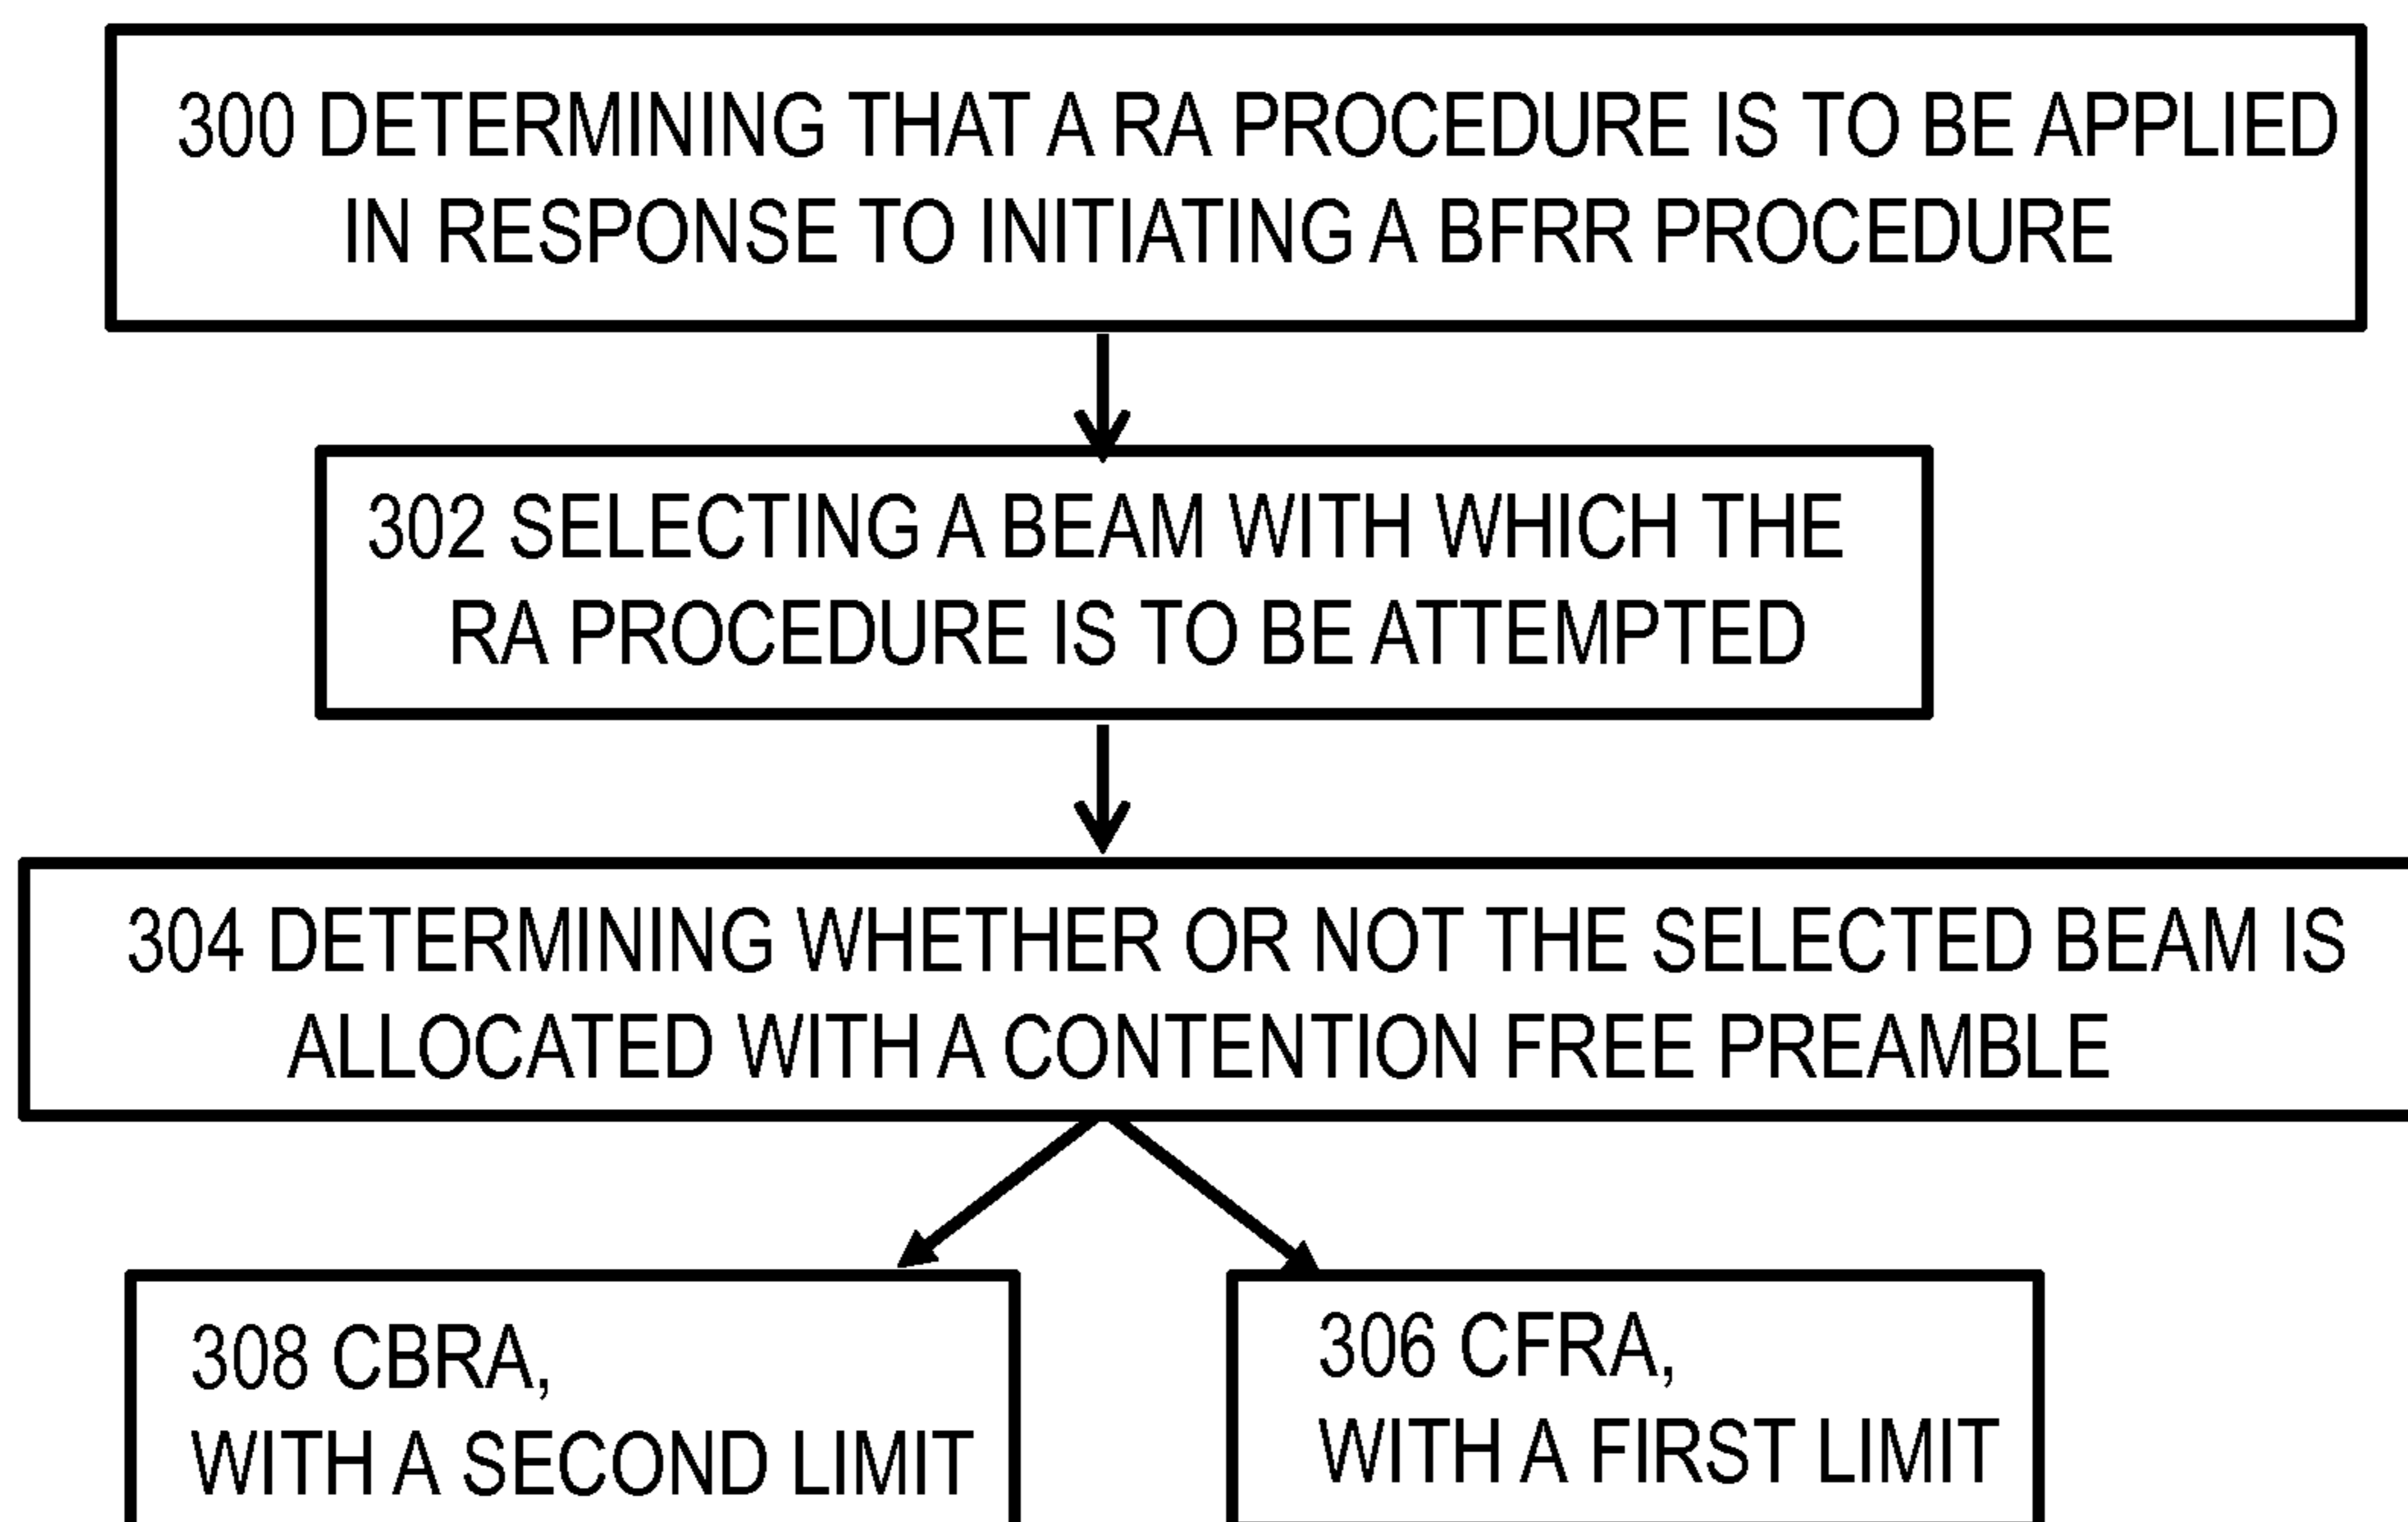 300 DETERMINING THAT A RA PROCEDURE IS TO BE APPLIED
IN RESPONSE TO INITIATING A BFRR PROCEDURE
302 SELECTING A BEAM WITH WHICH THE
RA PROCEDURE IS TO BE ATTEMPTED
304 DETERMINING WHETHER OR NOT THE SELECTED BEAM IS
ALLOCATED WITH A CONTENTION FREE PREAMBLE
308 CBRA,
WITH A SECOND LIMIT
306 CFRA,
WITH A FIRST LIMIT